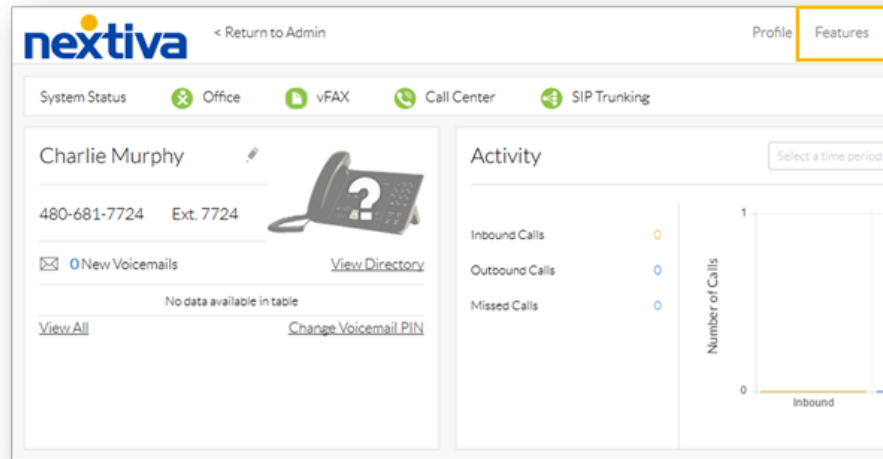 nextiva
< Return to Admin
Profile
Features
System Status
Office
vFAX
Call Center
SIP Trunking
Charlie Murphy
480-681-7724 Ext. 7724
0 New Voicemails
View Directory
No data available in table
View All
Change Voicemail PIN
?
Activity
Select a time period
Inbound Calls 0
Outbound Calls 0
Missed Calls 0
Number of Calls
1
0
Inbound